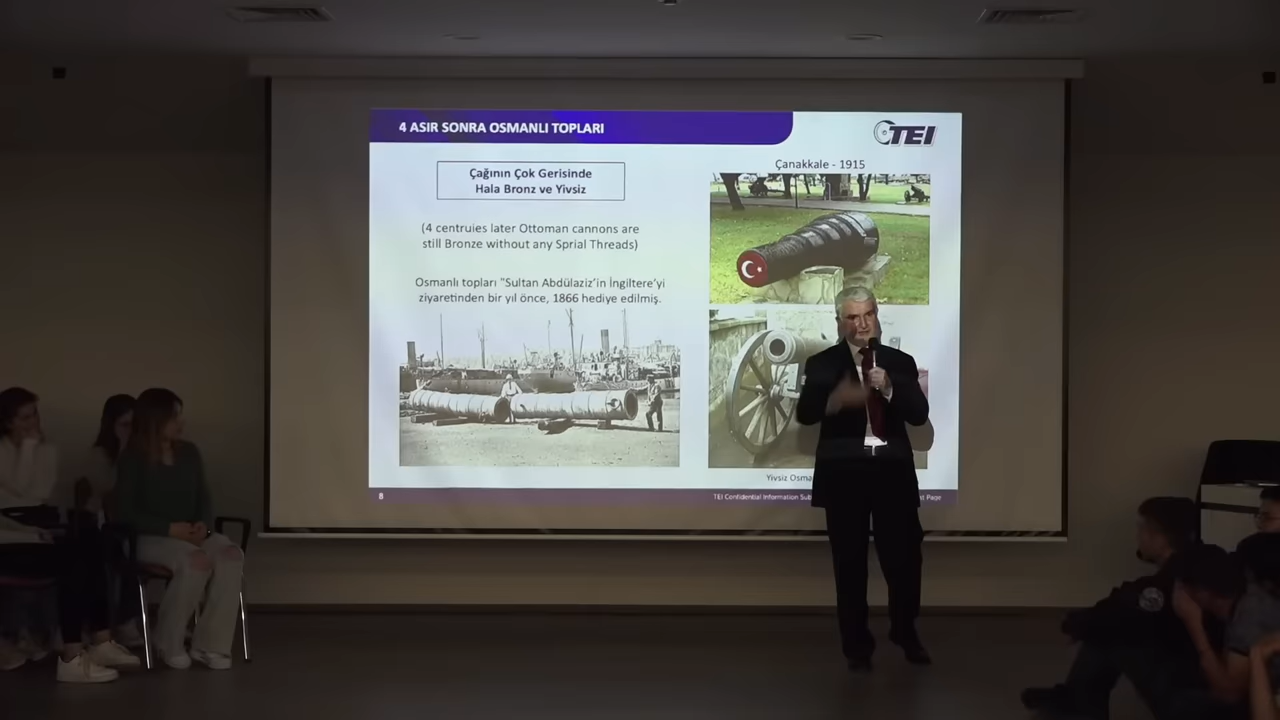 4 ASIR SONRA OSMANLI TOPLARI
TEI
Çağının Çok Gerisinde
Hala Bronz ve Yivsiz
(4 centruies later Ottoman cannons are
still Bronze without any Sprial Threads)
Osmanlı topları "Sultan Abdülaziz'in İngiltere'yi
ziyaretinden bir yıl önce, 1866 hediye edilmiş.
Çanakkale - 1915
Yivsiz
8
TEI Confidential Information
Page